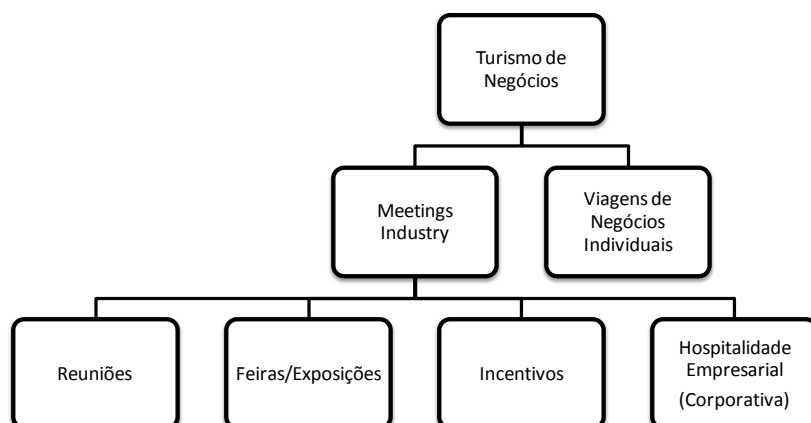 Turismo de
Negócios
Meetings
Industry
Viagens de
Negócios
Individuais
Reuniões
Feiras/Exposições
Incentivos
Hospitalidade
Empresarial
(Corporativa)